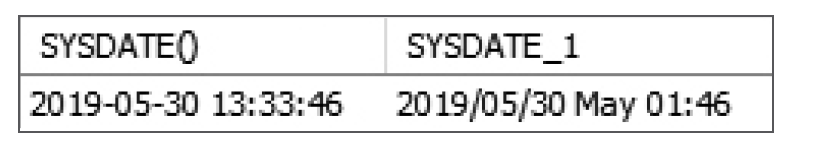 SYSDATE() SYSDATE_1
2019-05-30 13:33:46 2019/05/30 May 01:46